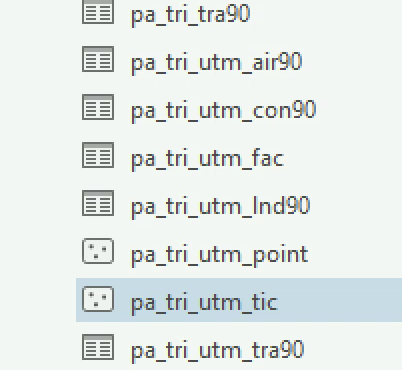 pa_tri_tra90
pa_tri_utm_air90
pa_tri_utm_con90
pa_tri_utm_fac
pa_tri_utm_lnd90
pa_tri_utm_point
pa_tri_utm_tic
pa_tri_utm_tra90